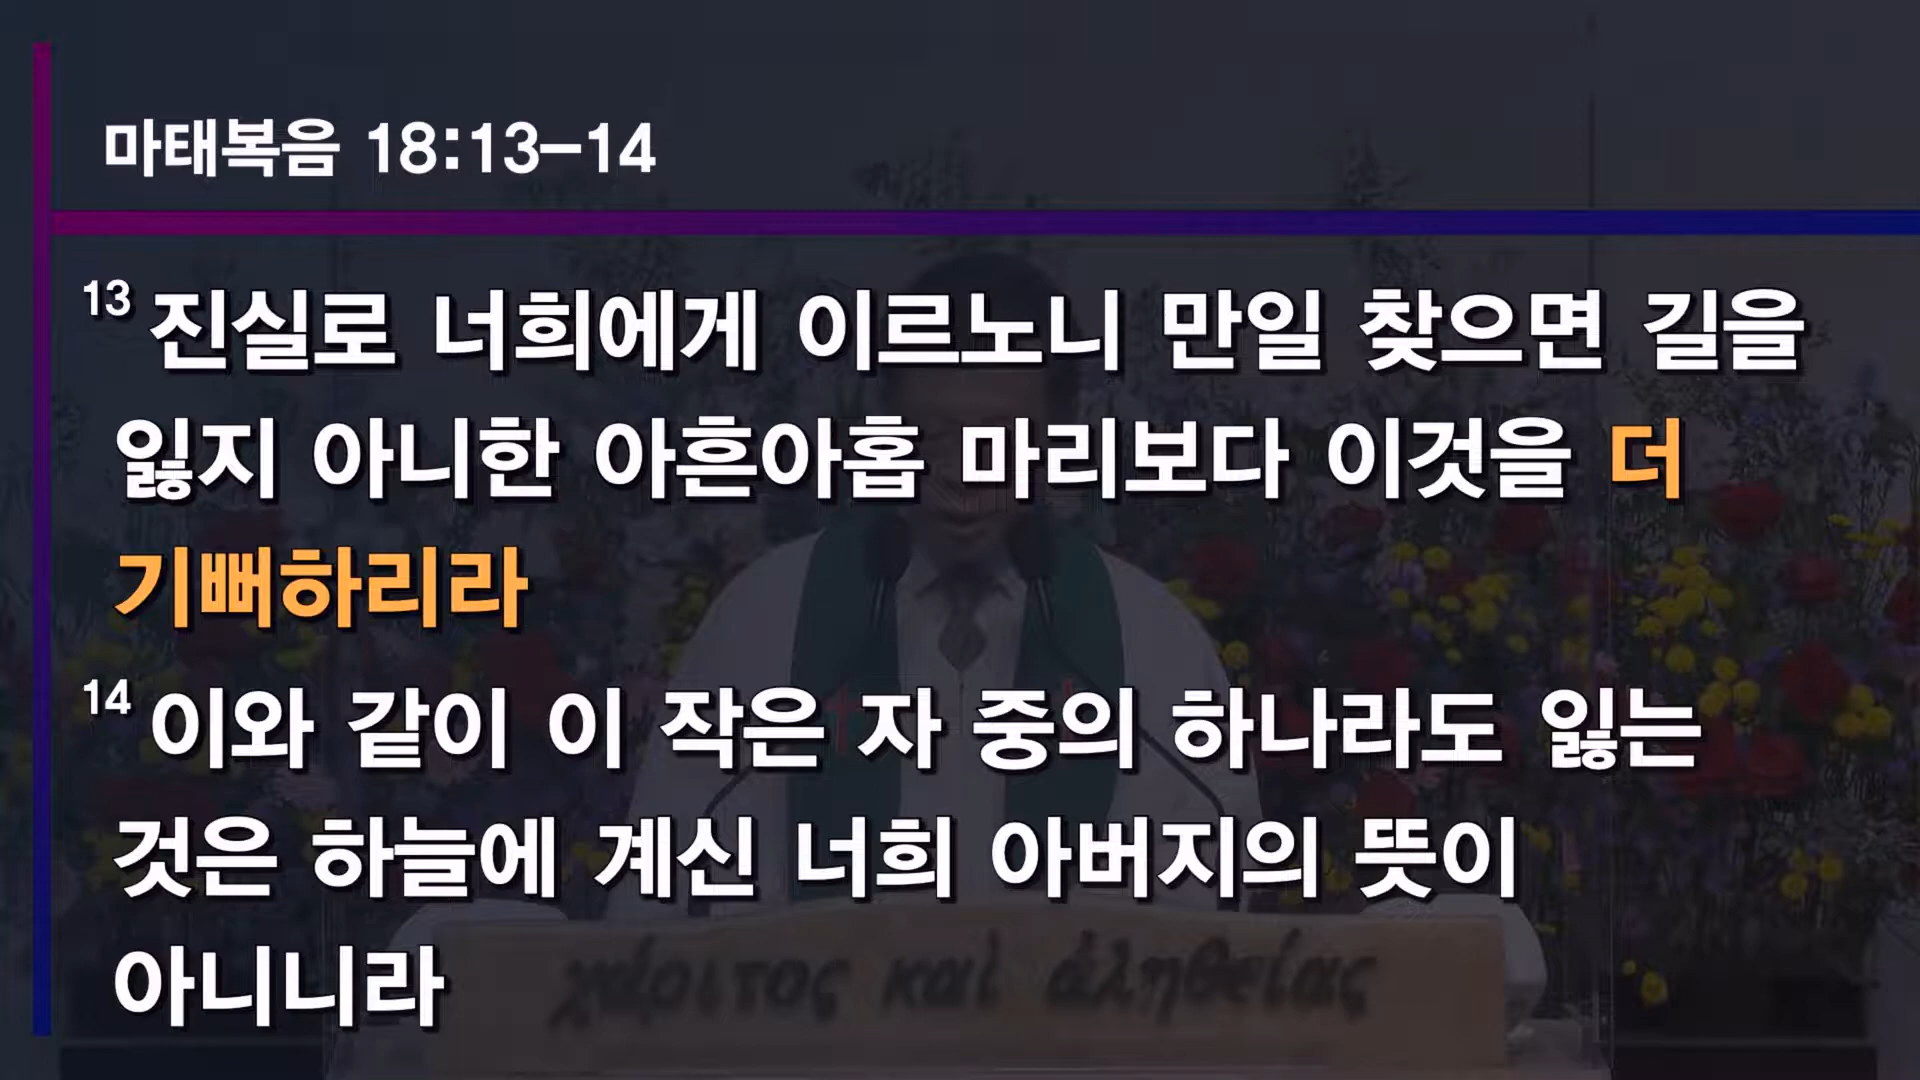 마태복음 18:13-14
13 진실로 너희에게 이르노니 만일 찾으면 길을
잃지 아니한 아흔아홉 마리보다 이것을 더
기뻐하리라
14 이와 같이 이 작은 자 중의 하나라도 잃는
것은 하늘에 계신 너희 아버지의 뜻이
아니니라
χάριτος καὶ ἀληθείας